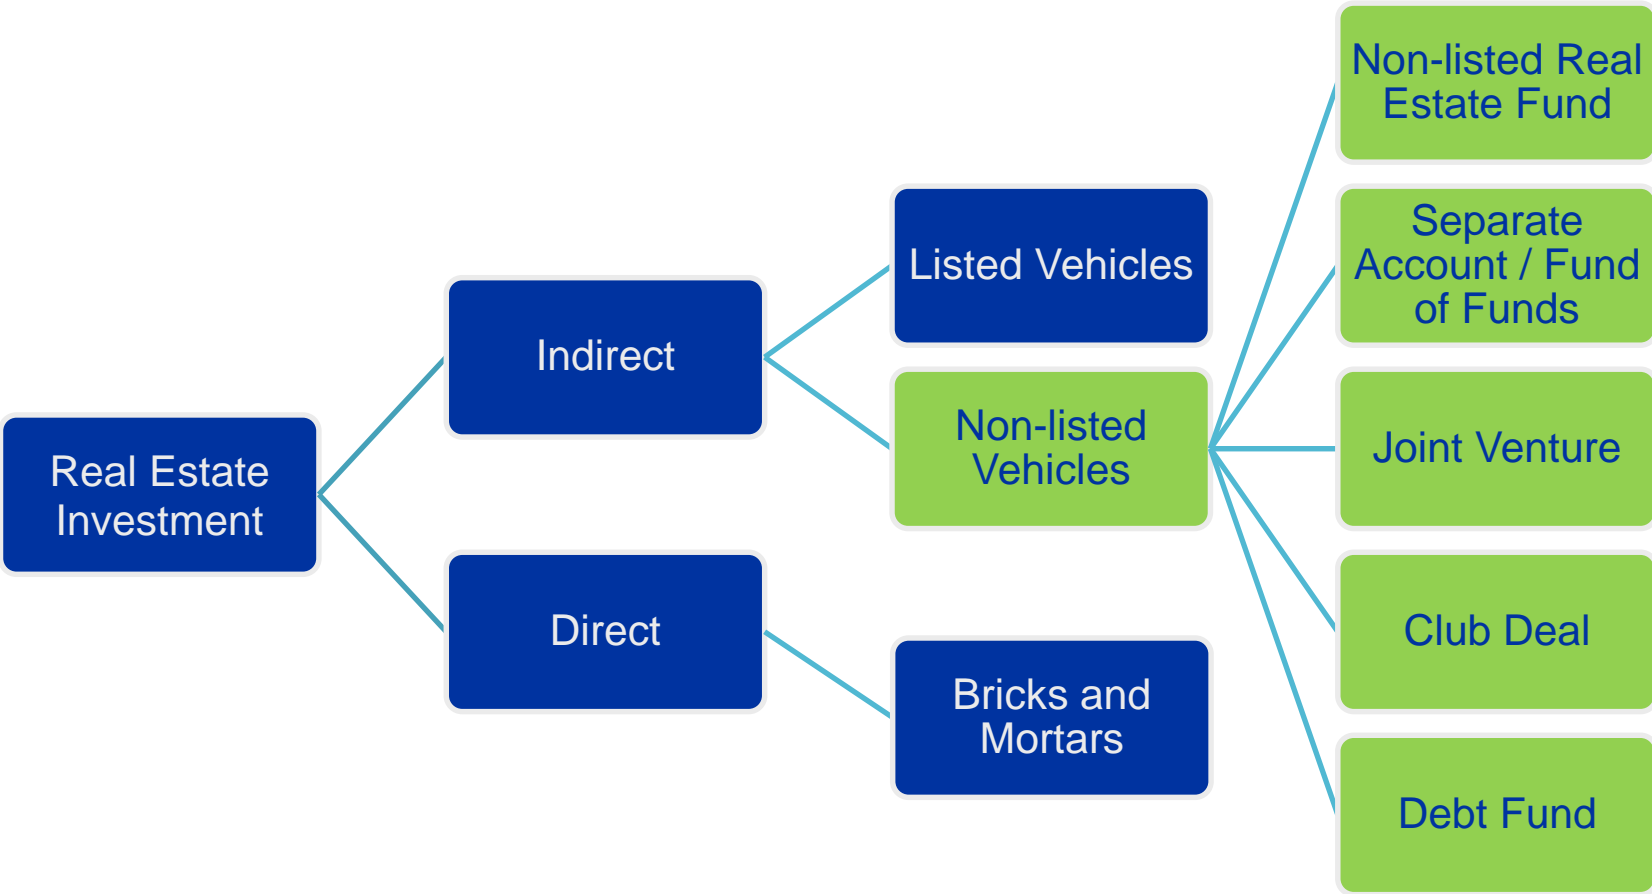 Real Estate
Investment
Indirect
Direct
Listed Vehicles
Non-listed
Vehicles
Bricks and
Mortars
Non-listed Real
Estate Fund
Separate
Account / Fund
of Funds
Joint Venture
Club Deal
Debt Fund